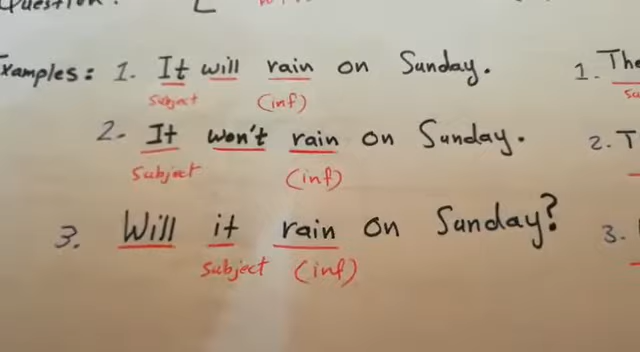 Question:
Examples: 1. It will rain on Sunday.
Subject (inf)
2. It won't rain on Sunday.
Subject (inf)
3. Will it rain on Sunday?
Subject (inf)
1. The
2. T
3.